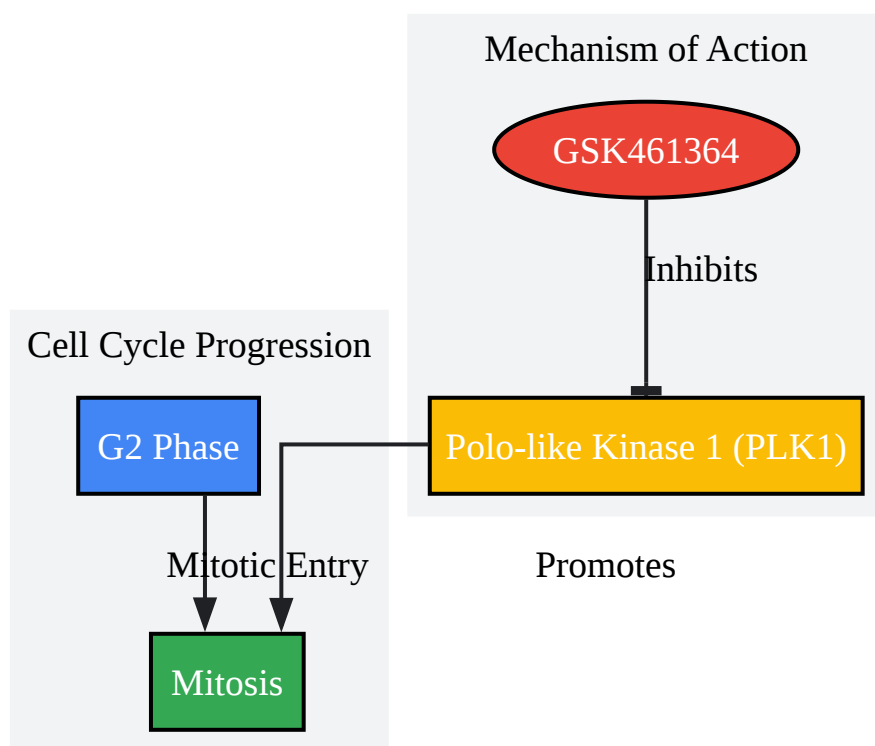 Mechanism of Action
GSK461364
Inhibits
Cell Cycle Progression
G2 Phase
Polo-like Kinase 1 (PLK1)
Mitotic Entry
Promotes
Mitosis